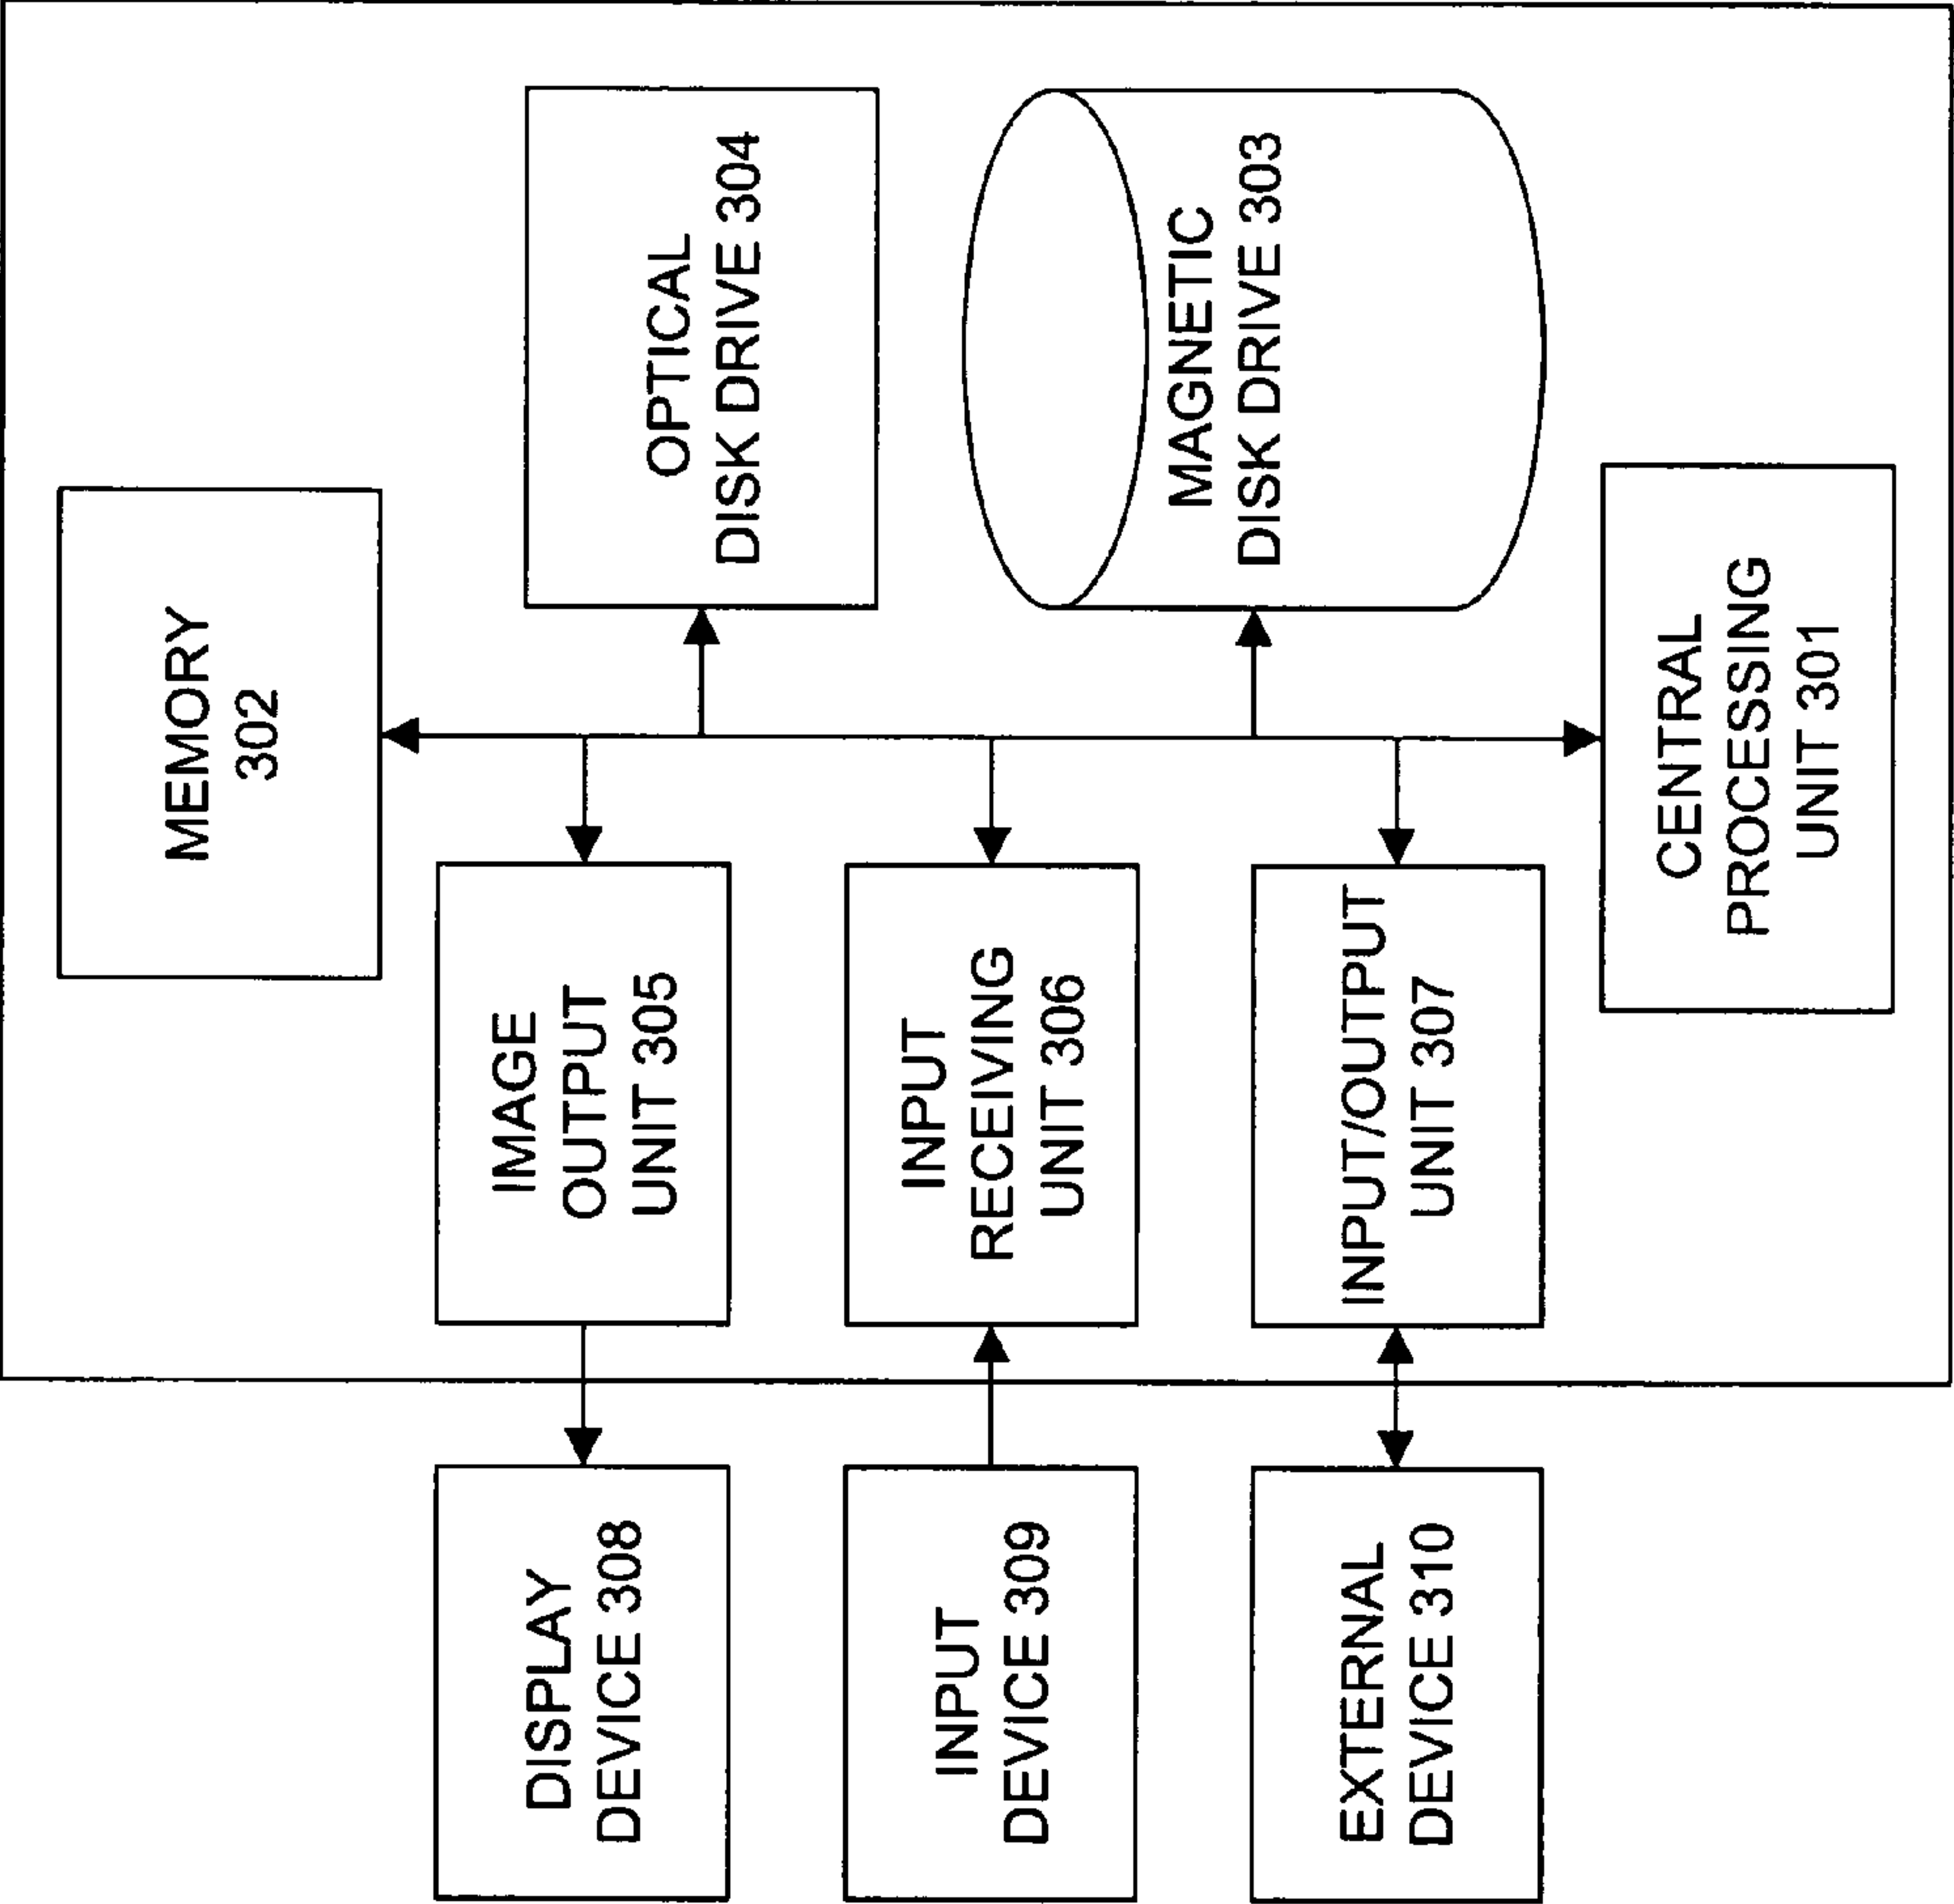 MEMORY
302
DISPLAY
DEVICE 308
IMAGE
OUTPUT
UNIT 305
OPTICAL
DISK DRIVE 304
INPUT
DEVICE 309
INPUT
RECEIVING
UNIT 306
MAGNETIC
DISK DRIVE 303
EXTERNAL
DEVICE 310
INPUT/OUTPUT
UNIT 307
CENTRAL
PROCESSING
UNIT 301